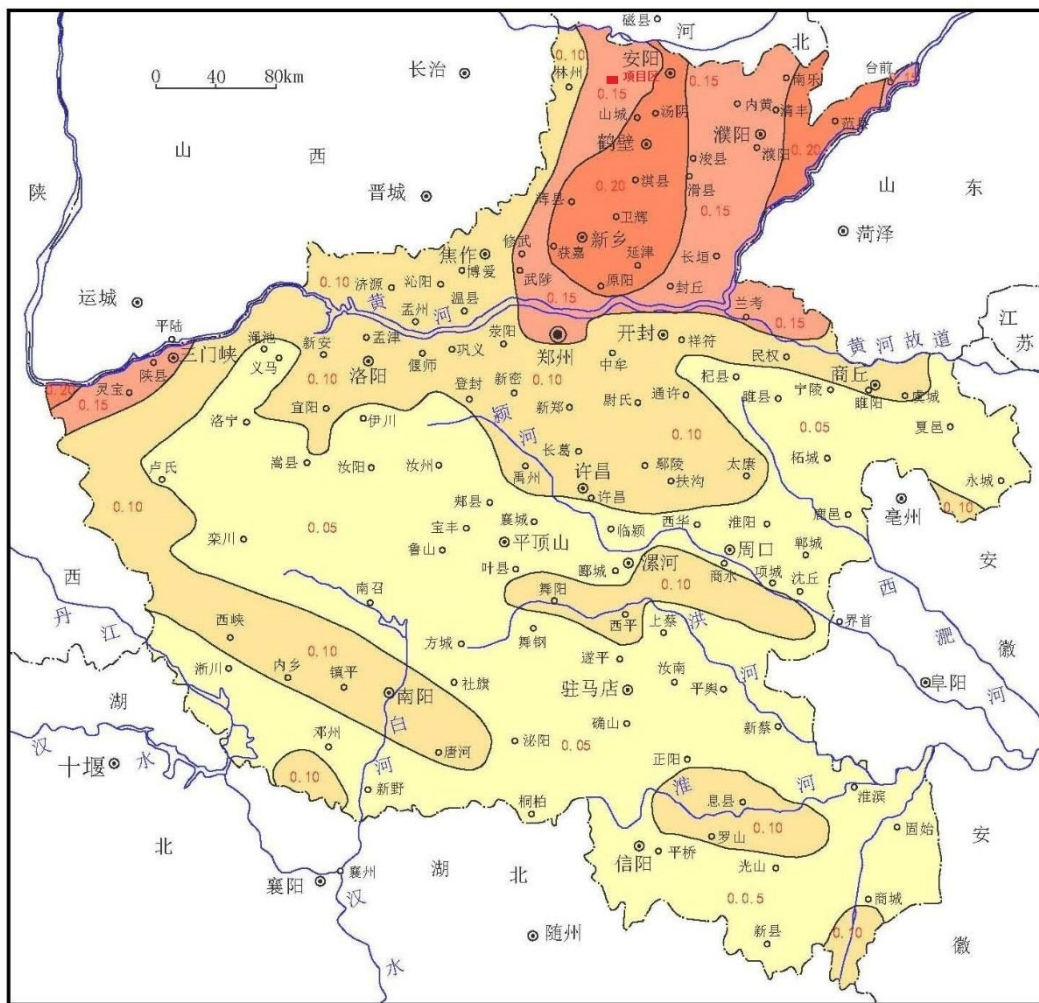 磁县
河
北
0.10
安阳
台前
长治
林州
项目区
0.15
南乐
0.15
0 40 80km
0.15
内黄
清丰
山城
汤阴
范县
鹤壁
濮阳
濮阳
0.20
山
西
浚县
陕
晋城
淇县
滑县
山
东
0.20
辉县
0.15
卫辉
菏泽
新乡
修武
获嘉
延津
长垣
焦作
博爱
武陟
原阳
封丘
济源
沁阳
0.10
温县
运城
黄
河
孟州
0.15
兰考
0.15
江
苏
平陆
渑池
孟津
荥阳
开封
祥符
黄河故道
三门峡
新安
偃师
巩义
郑州
民权
陕县
义马
洛阳
中牟
商丘
0.20
灵宝
0.10
登封
新密
0.10
杞县
宁陵
睢阳
虞城
0.15
宜阳
新郑
尉氏
通许
睢县
洛宁
伊川
颍
河
0.05
夏邑
长葛
0.10
卢氏
嵩县
汝阳
汝州
禹州
鄢陵
太康
柘城
许昌
扶沟
永城
0.10
许昌
亳州
0.10
郏县
襄城
鹿邑
0.05
宝丰
临颍
西华
淮阳
栾川
鲁山
平顶山
周口
郸城
安
西
叶县
郾城
漯河
商水
项城
沈丘
西
0.10
丹
江
南召
舞阳
洪
界首
淝
徽
西峡
西平
上蔡
方城
舞钢
河
河
0.10
遂平
淅川
内乡
镇平
社旗
汝南
湖
南阳
驻马店
平舆
阜阳
白
汉
水
确山
新蔡
邓州
泌阳
0.05
十堰
唐河
正阳
河
0.10
新野
淮
河
淮滨
桐柏
息县
0.10
固始
安
北
罗山
信阳
平桥
湖
北
光山
襄州
襄阳
汉
0.05
商城
随州
新县
0.10
徽
水